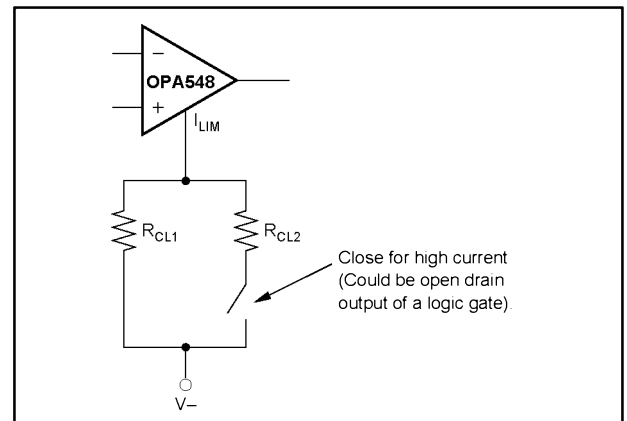 −
OPA548
+
I_LIM
R_CL1
R_CL2
Close for high current
(Could be open drain
output of a logic gate).
V−